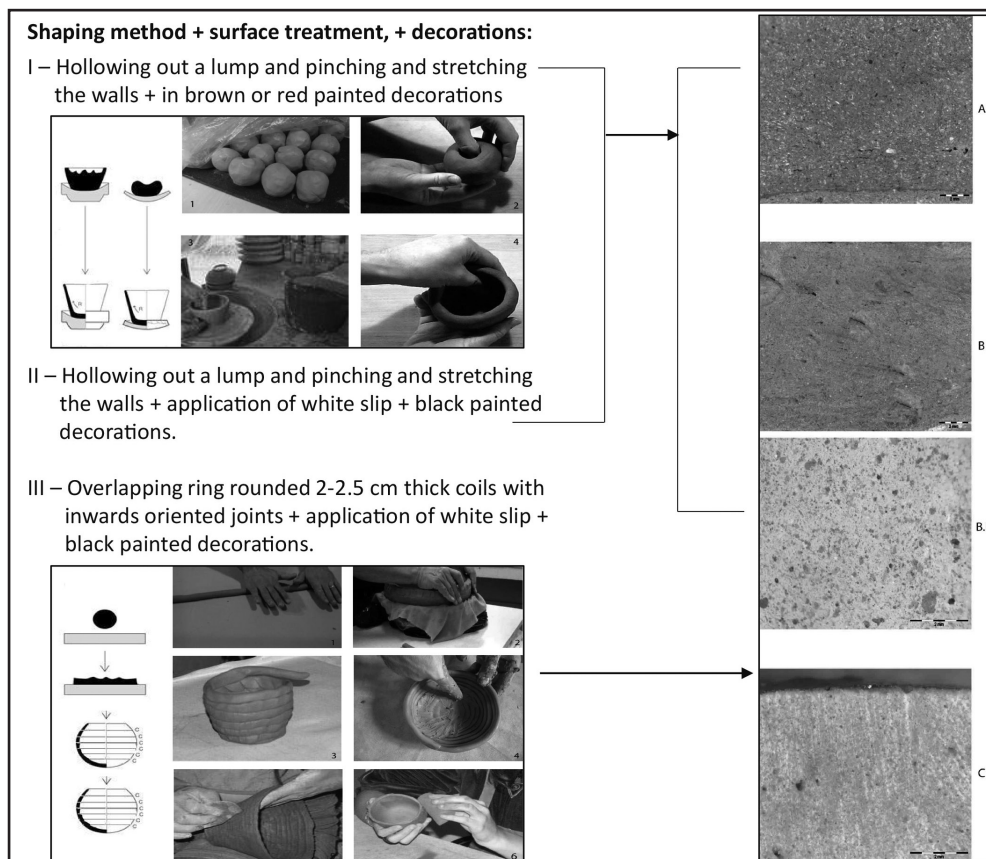 Shaping method + surface treatment, + decorations:
I – Hollowing out a lump and pinching and stretching
the walls + in brown or red painted decorations
1
2
3
4
R
R
II – Hollowing out a lump and pinching and stretching
the walls + application of white slip + black painted
decorations.
III – Overlapping ring rounded 2-2.5 cm thick coils with
inwards oriented joints + application of white slip +
black painted decorations.
1
2
3
4
6
A
B
B.
C